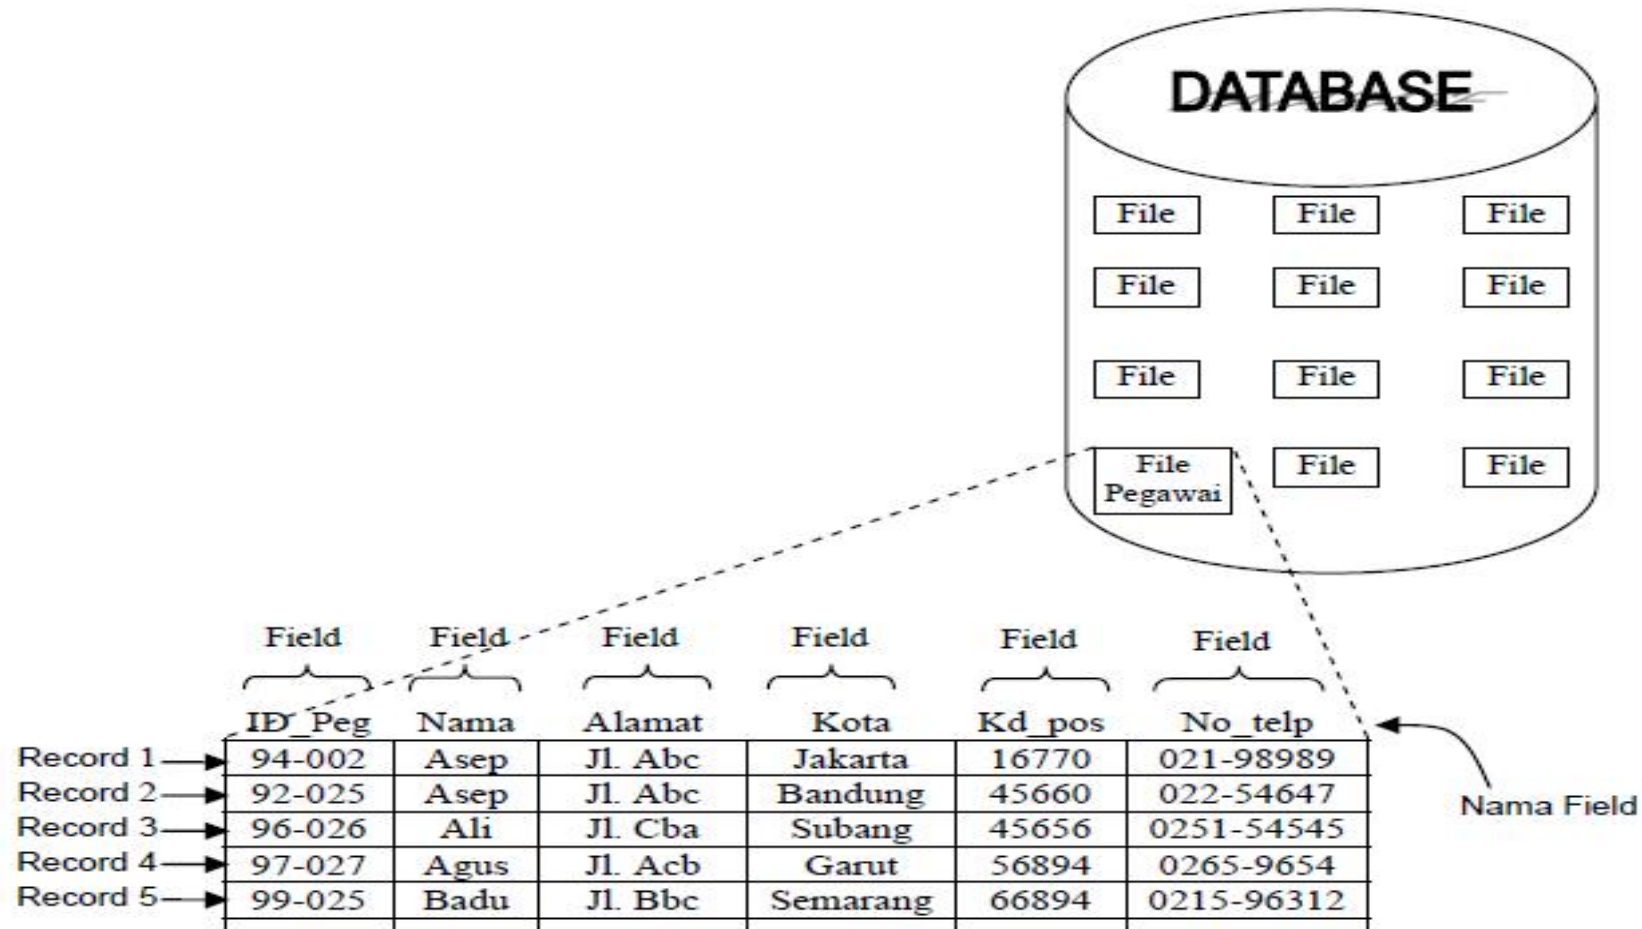 DATABASE
File File File
File File File
File File File
File File File
Pegawai
Field Field Field Field Field Field
ID_Peg Nama Alamat Kota Kd_pos No_telp
Record 1 94-002 Asep Jl. Abc Jakarta 16770 021-98989
Record 2 92-025 Asep Jl. Abc Bandung 45660 022-54647
Nama Field
Record 3 96-026 Ali Jl. Cba Subang 45656 0251-54545
Record 4 97-027 Agus Jl. Acb Garut 56894 0265-9654
Record 5 99-025 Badu Jl. Bbc Semarang 66894 0215-96312